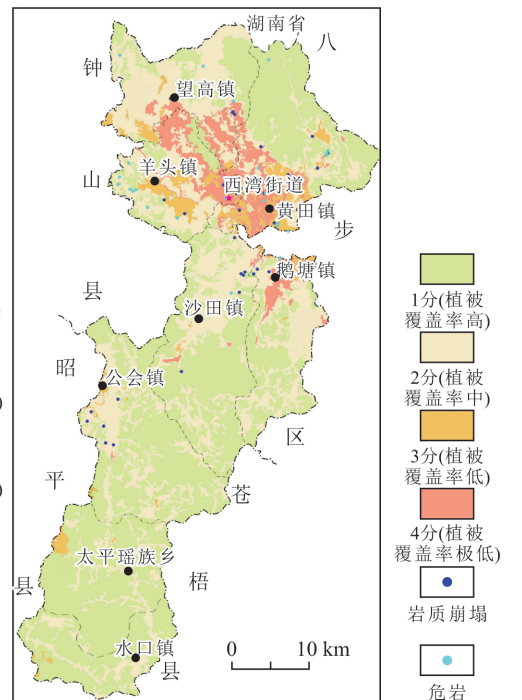 湖南省
八
钟
望高镇
羊头镇
山
西湾街道
黄田镇
步
鹅塘镇
县
沙田镇
昭
公会镇
区
平
苍
太平瑶族乡
梧
县
水口镇
县
0 10 km
1分(植被
覆盖率高)
2分(植被
覆盖率中)
3分(植被
覆盖率低)
4分(植被
覆盖率极低)
岩质崩塌
危岩